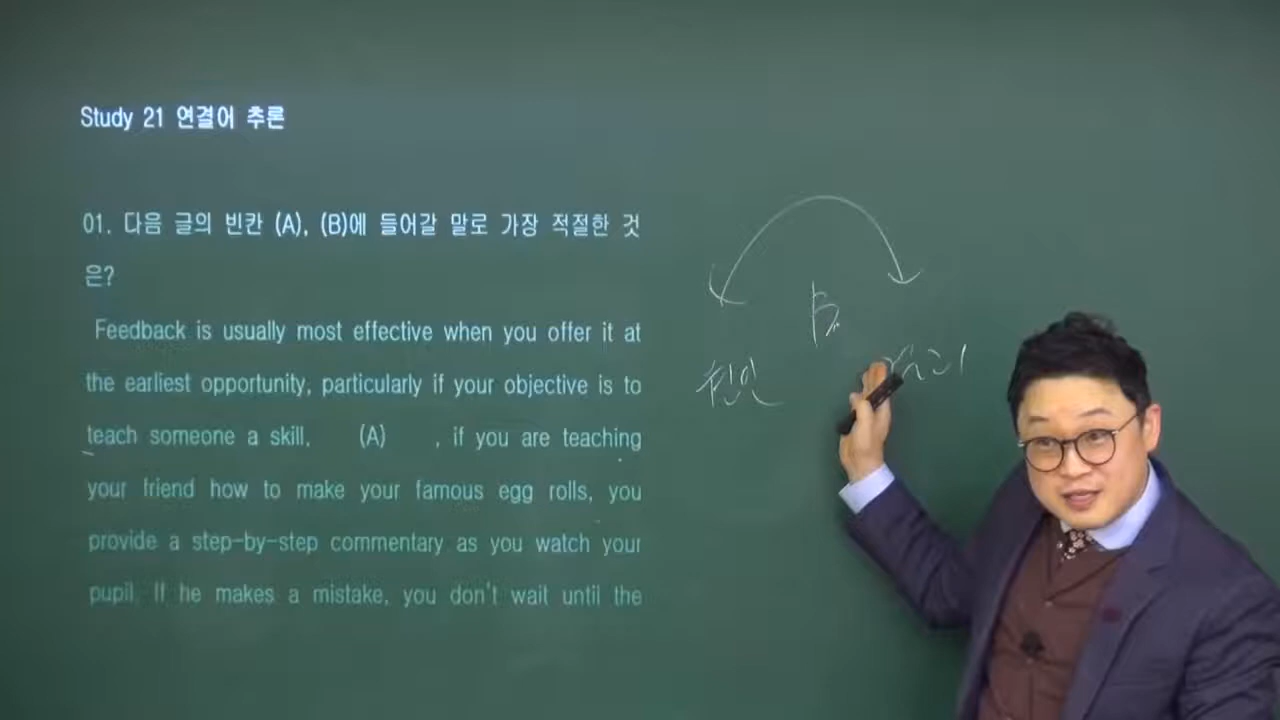 Study 21 연결어 추론
01. 다음 글의 빈칸 (A), (B)에 들어갈 말로 가장 적절한 것
은?
Feedback is usually most effective when you offer it at
the earliest opportunity, particularly if your objective is to
teach someone a skill. (A) , if you are teaching
your friend how to make your famous egg rolls, you
provide a step-by-step commentary as you watch your
pupil. If he makes a mistake, you don't wait until the
B
원인